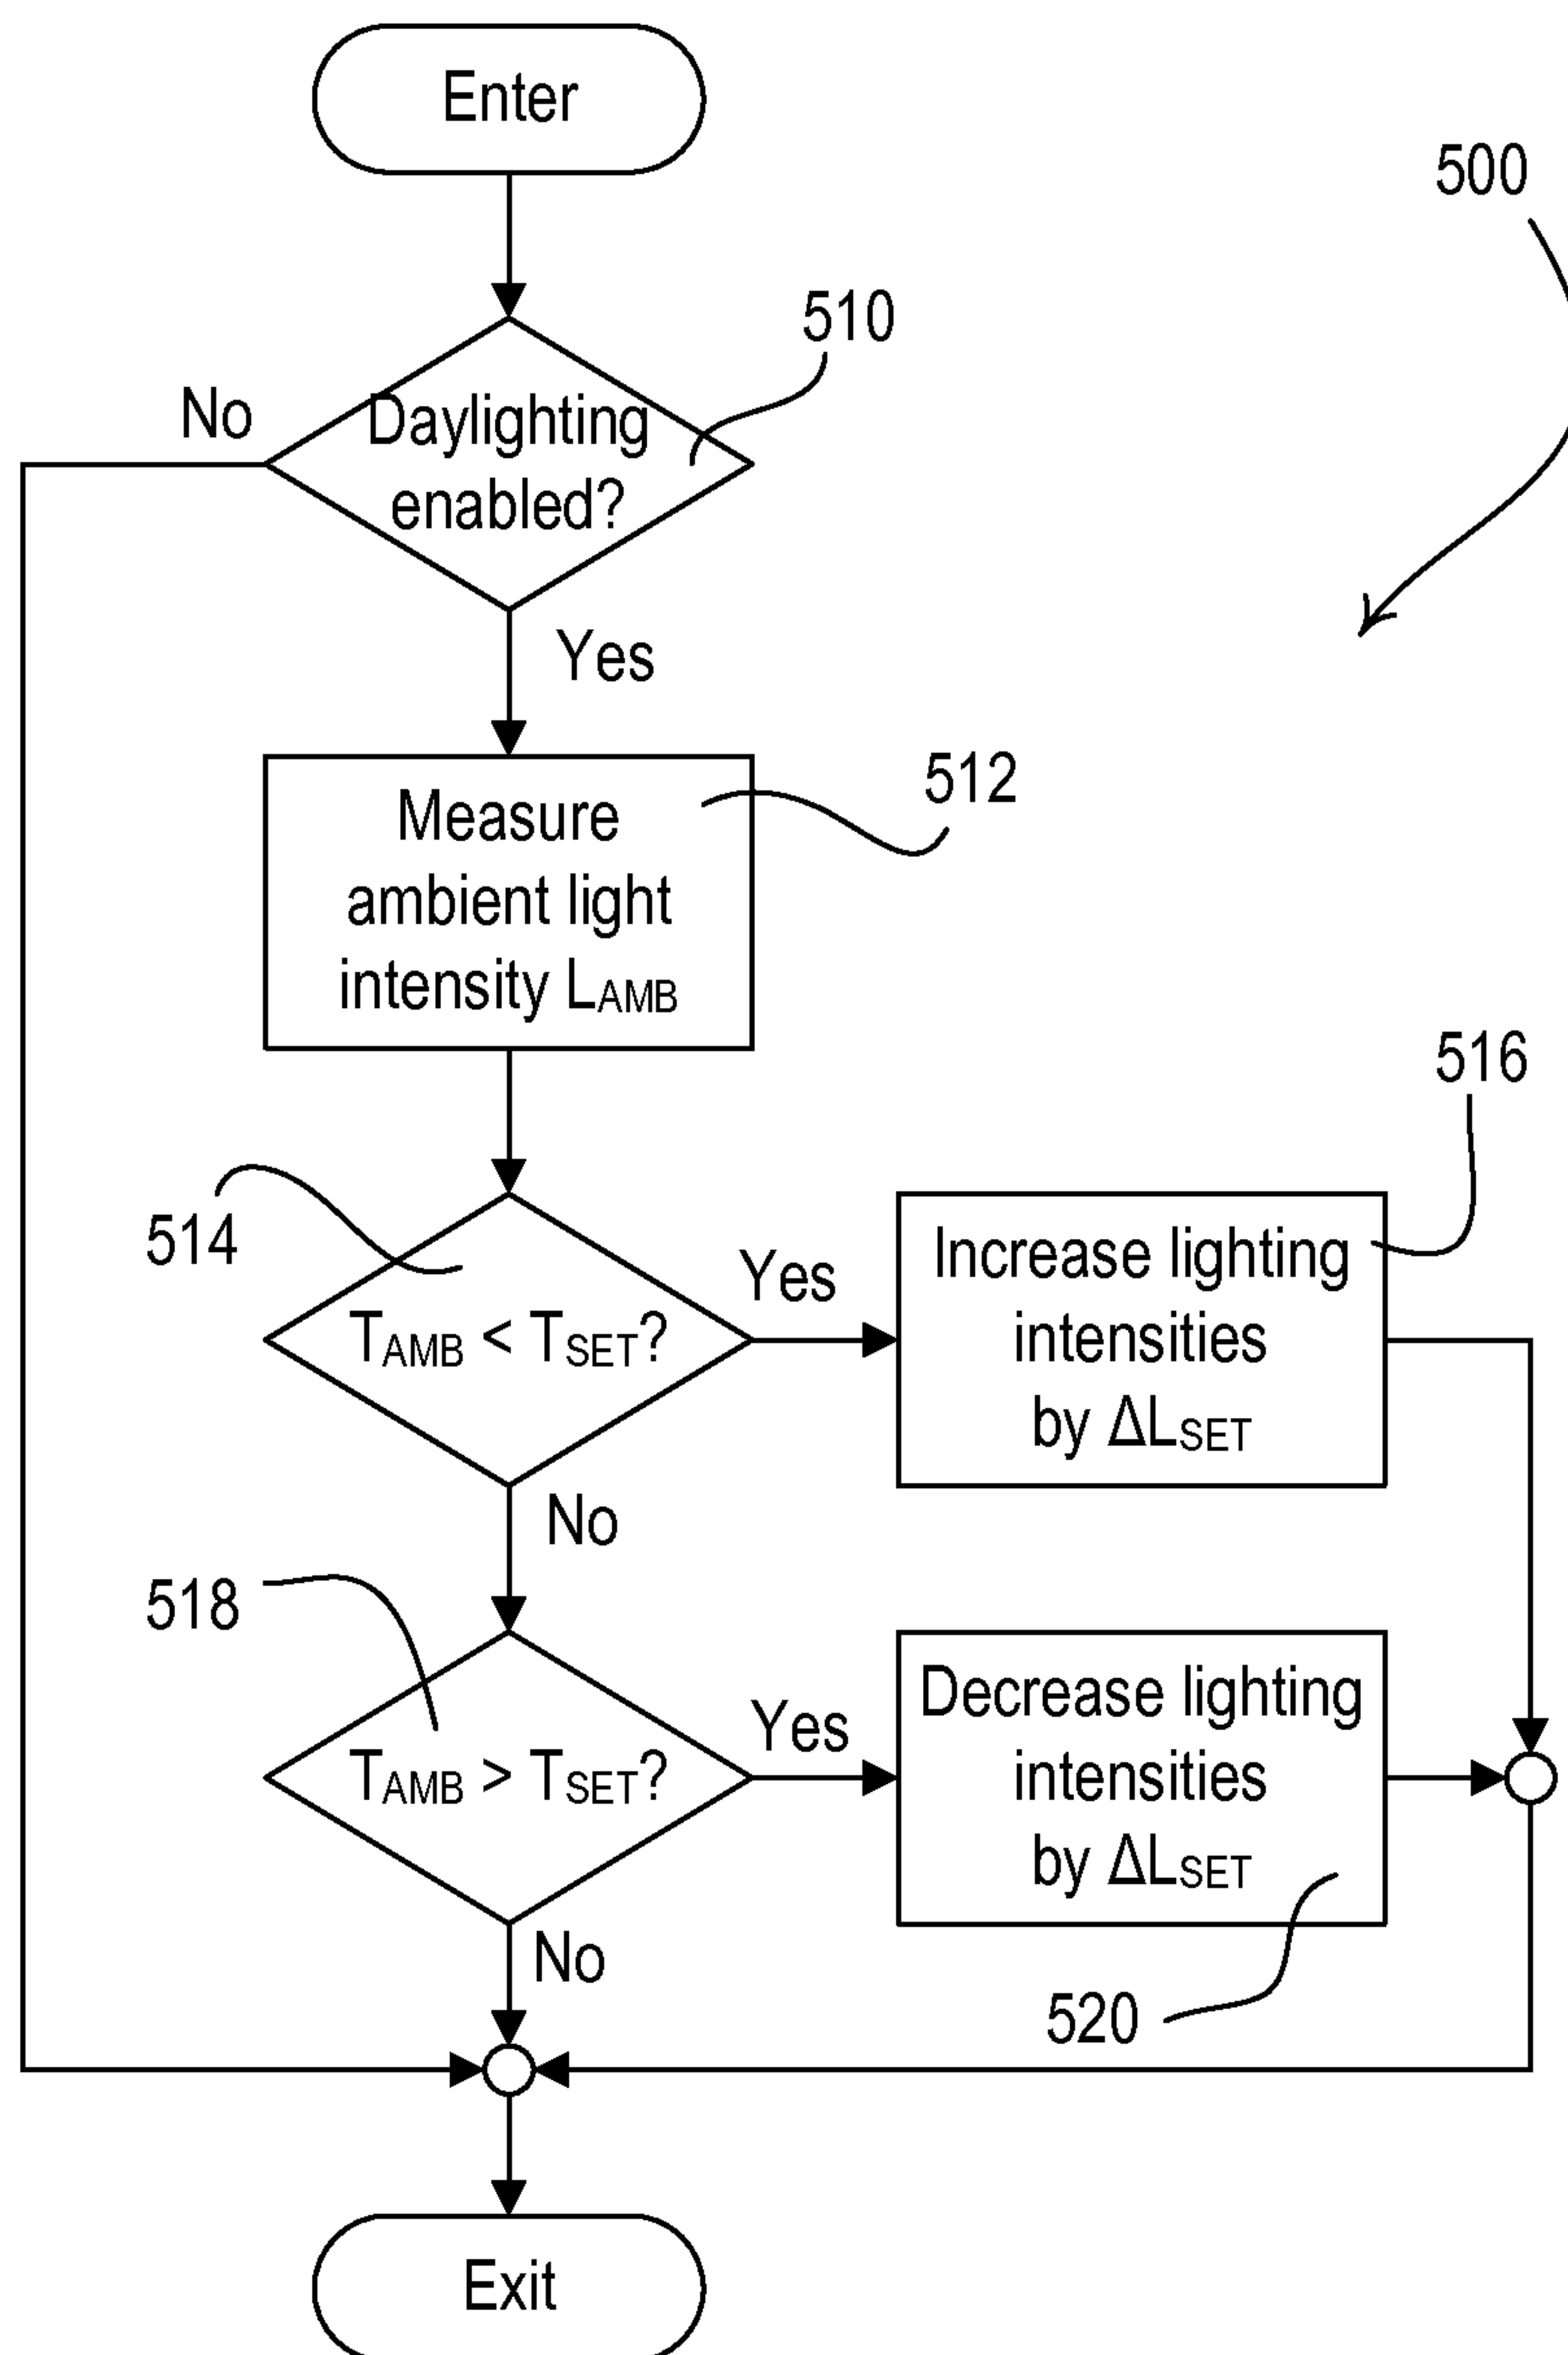 Enter
500
510
No
Daylighting
enabled?
Yes
512
Measure
ambient light
intensity LAMB
516
514
Yes
Increase lighting
intensities
by ΔLSET
TAMB < TSET?
No
518
Yes
Decrease lighting
intensities
by ΔLSET
TAMB > TSET?
No
520
Exit